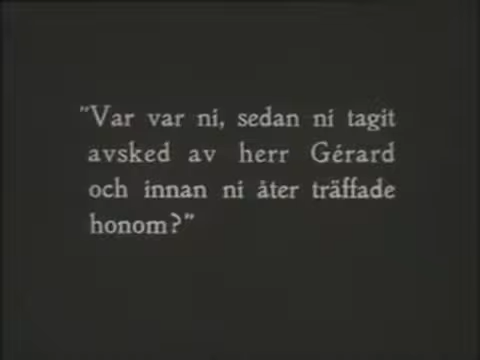 "Var var ni, sedan ni tagit
avsked av herr Gérard
och innan ni åter träffade
honom?"